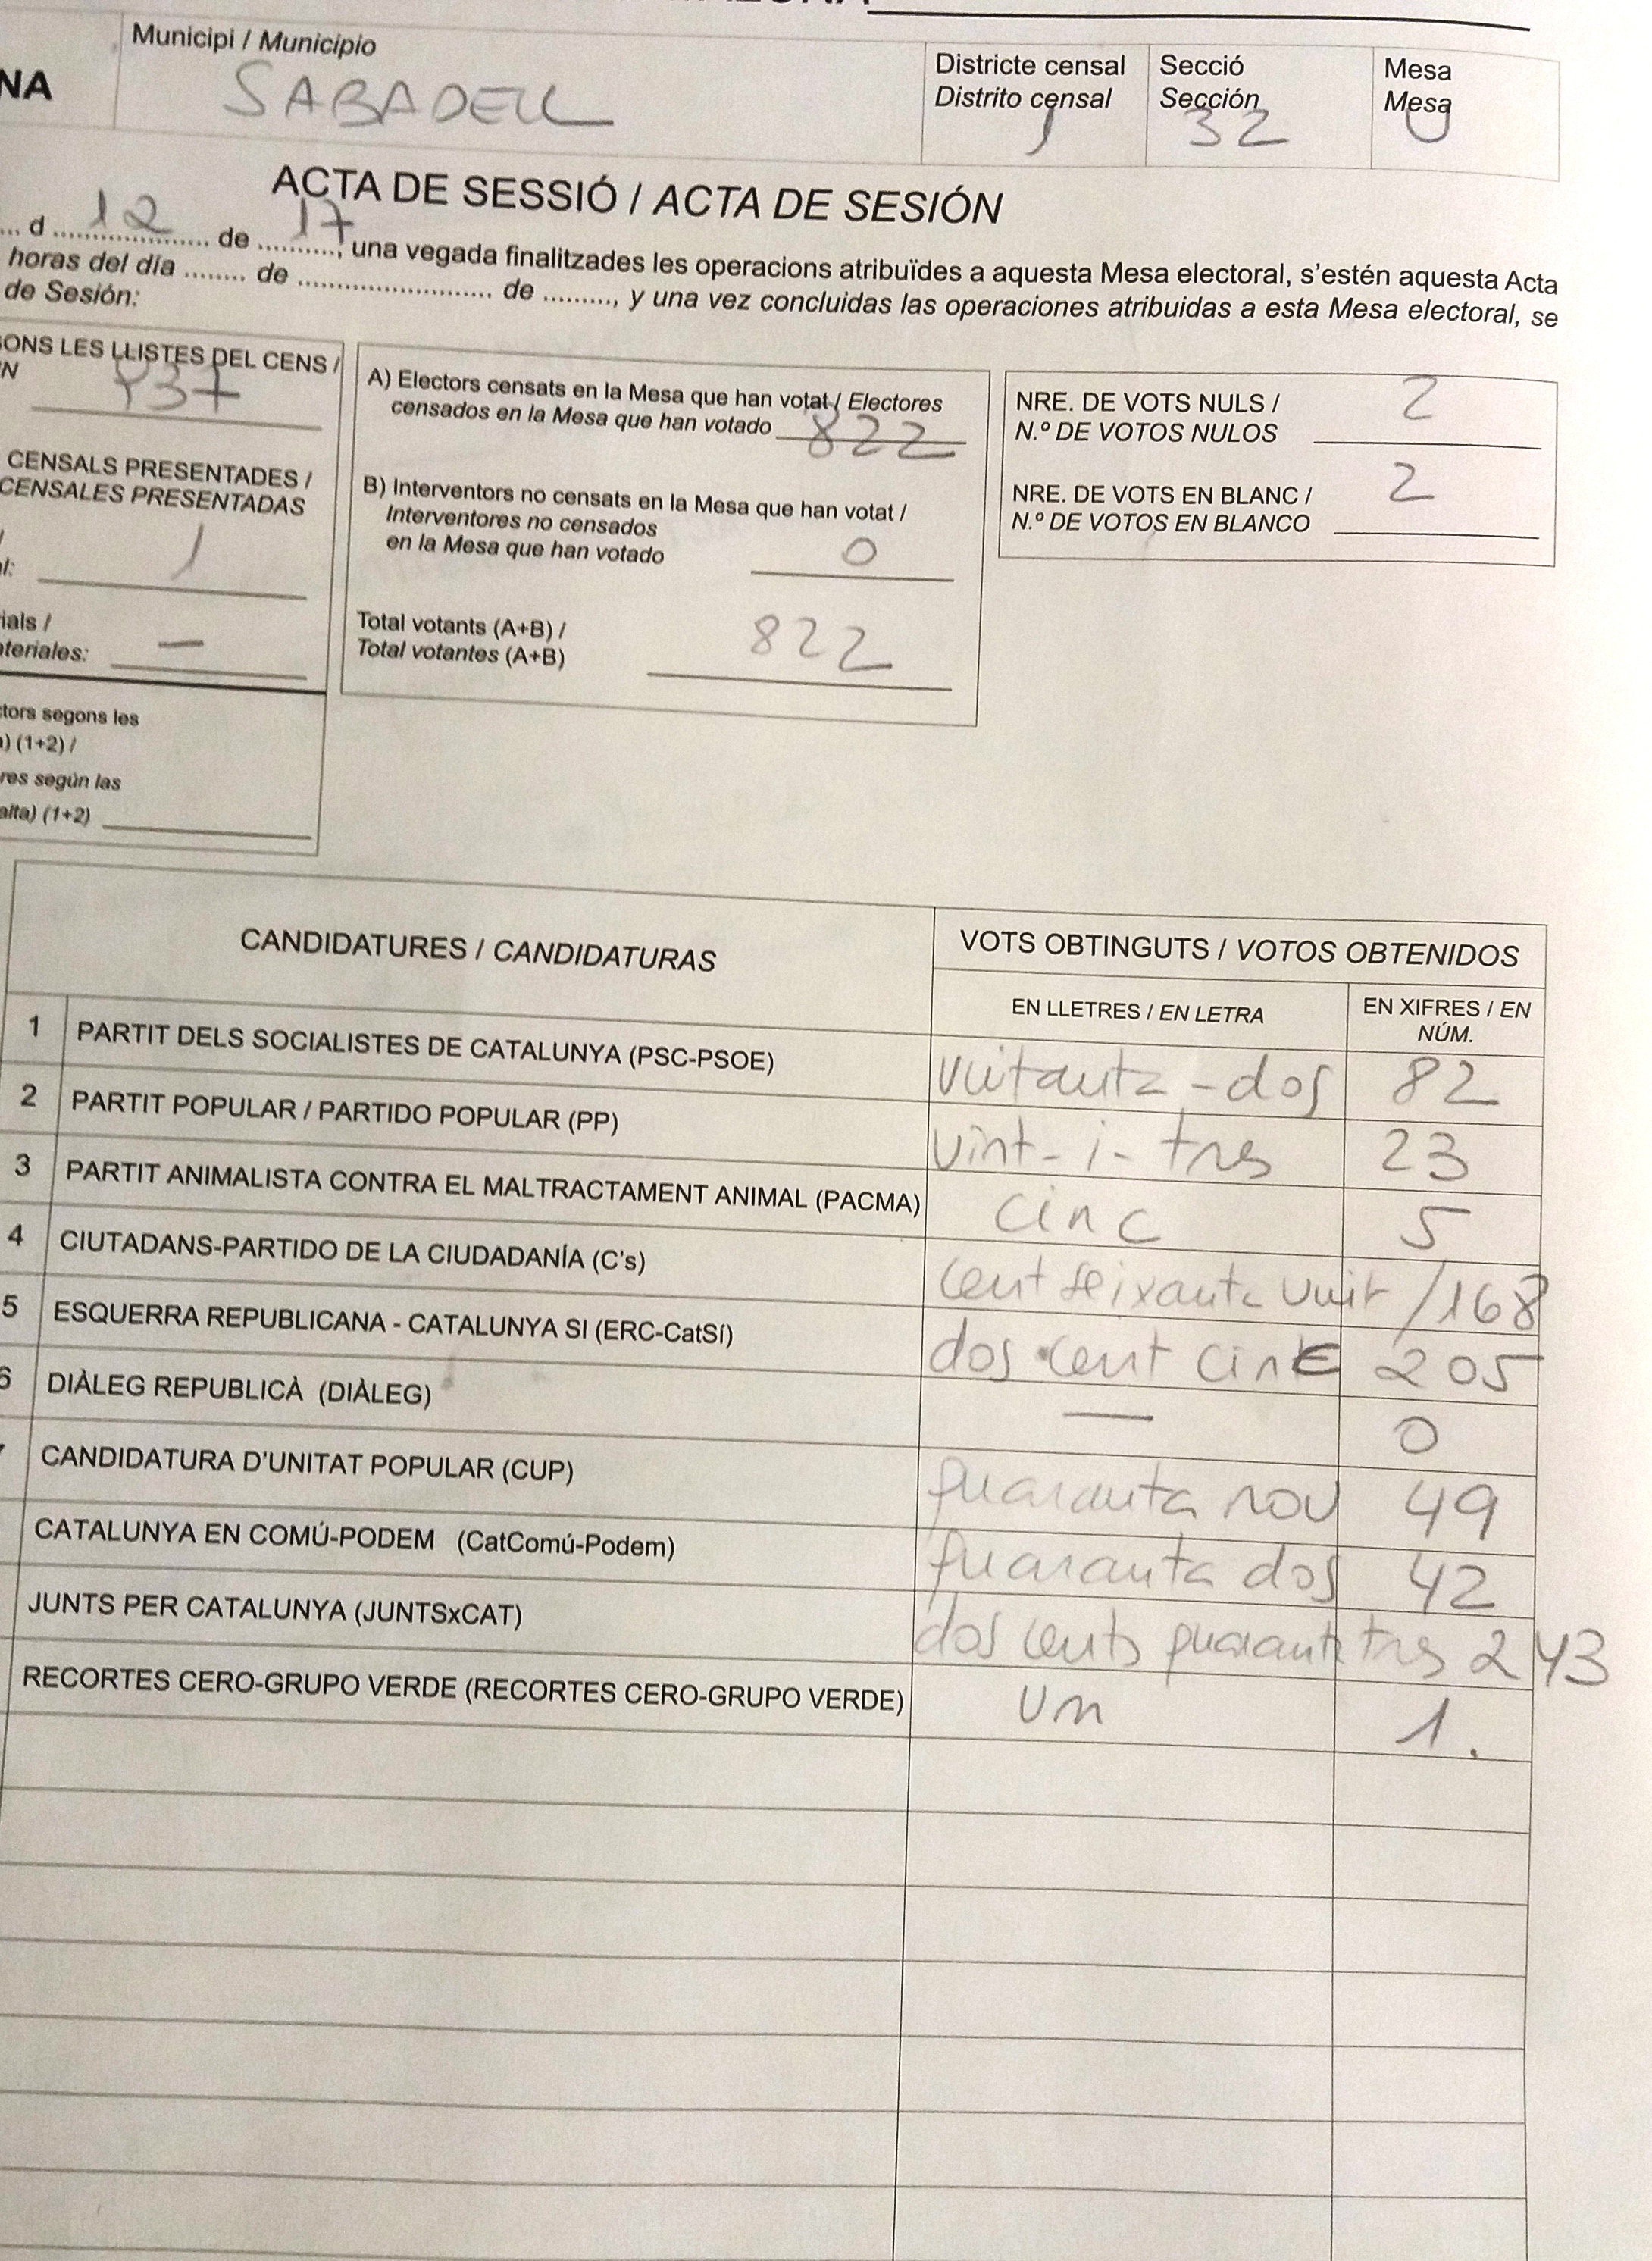 Municipi / Municipio
NA
SABADELL
Districte censal
Distrito censal
1
Secció
Sección
32
Mesa
Mesa
U
ACTA DE SESSIÓ / ACTA DE SESIÓN
... d 12 de 17, una vegada finalitzades les operacions atribuïdes a aquesta Mesa electoral, s'estén aquesta Acta
horas del día ........ de ........................ de ........., y una vez concluidas las operaciones atribuidas a esta Mesa electoral, se
de Sesión:
ONS LES LLISTES DEL CENS /
N
937
CENSALS PRESENTADES /
CENSALES PRESENTADAS
l: 1
ials /
teriales: —
tors segons les
) (1+2) /
res según las
alta) (1+2)
A) Electors censats en la Mesa que han votat / Electores
censados en la Mesa que han votado 822
B) Interventors no censats en la Mesa que han votat /
Interventores no censados
en la Mesa que han votado 0
Total votants (A+B) /
Total votantes (A+B) 822
NRE. DE VOTS NULS /
N.º DE VOTOS NULOS 2
NRE. DE VOTS EN BLANC /
N.º DE VOTOS EN BLANCO 2
CANDIDATURES / CANDIDATURAS
VOTS OBTINGUTS / VOTOS OBTENIDOS
EN LLETRES / EN LETRA
EN XIFRES / EN
NÚM.
1 PARTIT DELS SOCIALISTES DE CATALUNYA (PSC-PSOE) vuitanta-dos 82
2 PARTIT POPULAR / PARTIDO POPULAR (PP) vint-i-tres 23
3 PARTIT ANIMALISTA CONTRA EL MALTRACTAMENT ANIMAL (PACMA) cinc 5
4 CIUTADANS-PARTIDO DE LA CIUDADANÍA (C's) cent seixanta vuit / 168
5 ESQUERRA REPUBLICANA - CATALUNYA SI (ERC-CatSí) dos cent cinc 205
6 DIÀLEG REPUBLICÀ (DIÀLEG) — 0
CANDIDATURA D'UNITAT POPULAR (CUP) quaranta nou 49
CATALUNYA EN COMÚ-PODEM (CatComú-Podem) quaranta dos 42
JUNTS PER CATALUNYA (JUNTSxCAT) dos cents quaranta tres 243
RECORTES CERO-GRUPO VERDE (RECORTES CERO-GRUPO VERDE) un 1.